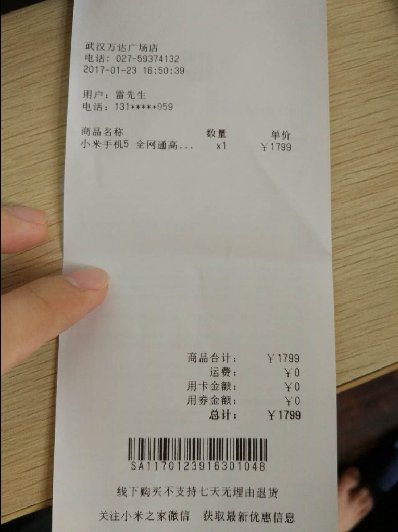 武汉万达广场店
电话: 027-59374132
2017-01-23 16:50:39
用户: 雷先生
电话: 131*****959
商品名称 数量 单价
小米手机5 全网通高... x1 ￥1799
商品合计: ￥1799
运费: ￥0
用卡金额: ￥0
用券金额: ￥0
总计: ￥1799
SA1170123916301048
线下购买不支持七天无理由退货
关注小米之家微信 获取最新优惠信息